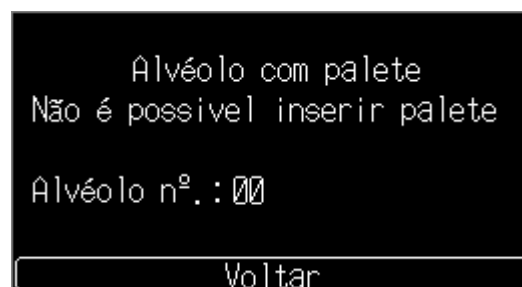 Alvéolo com palete
Não é possivel inserir palete
Alvéolo nº.:00
Voltar